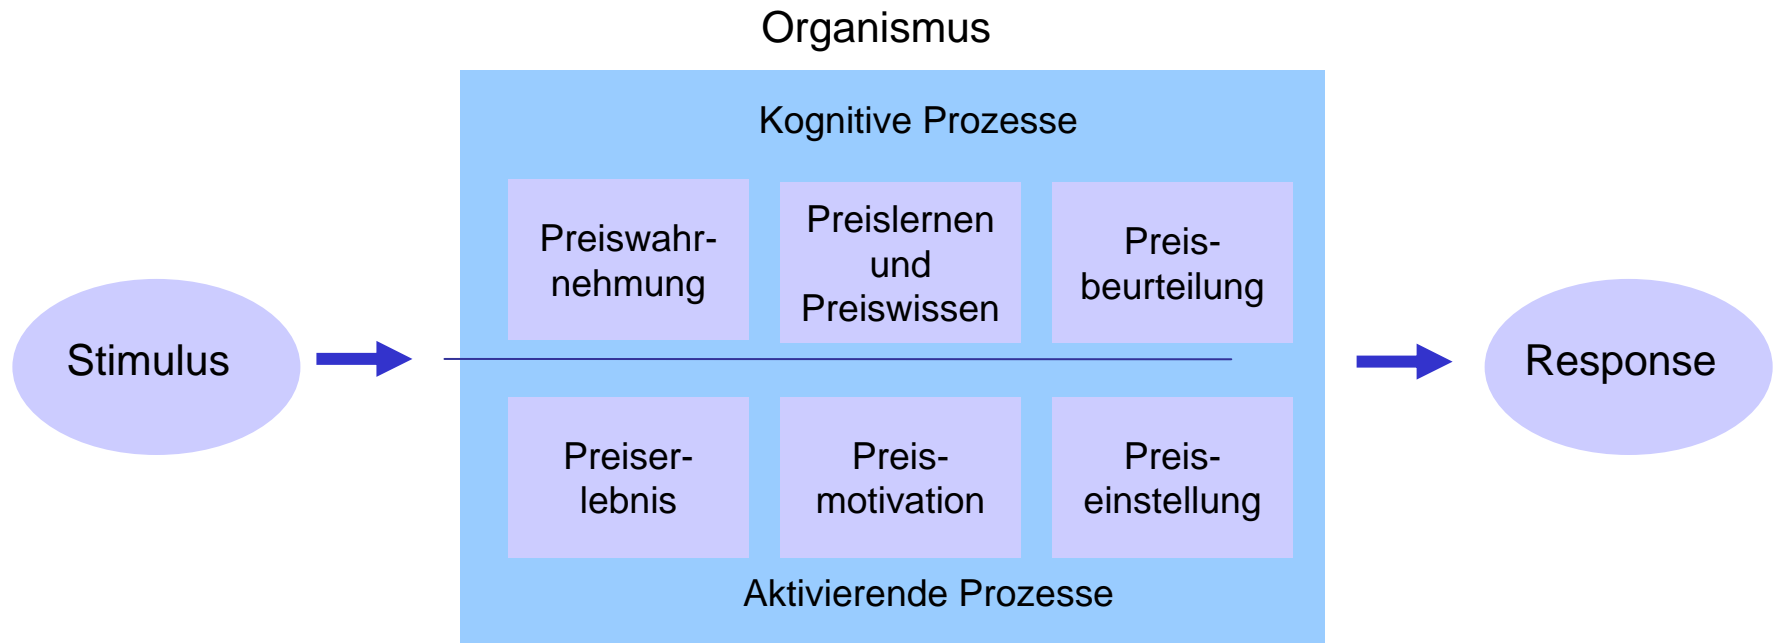 Organismus
Kognitive Prozesse
Preiswahr-
nehmung
Preislernen
und
Preiswissen
Preis-
beurteilung
Stimulus
Response
Preiser-
lebnis
Preis-
motivation
Preis-
einstellung
Aktivierende Prozesse